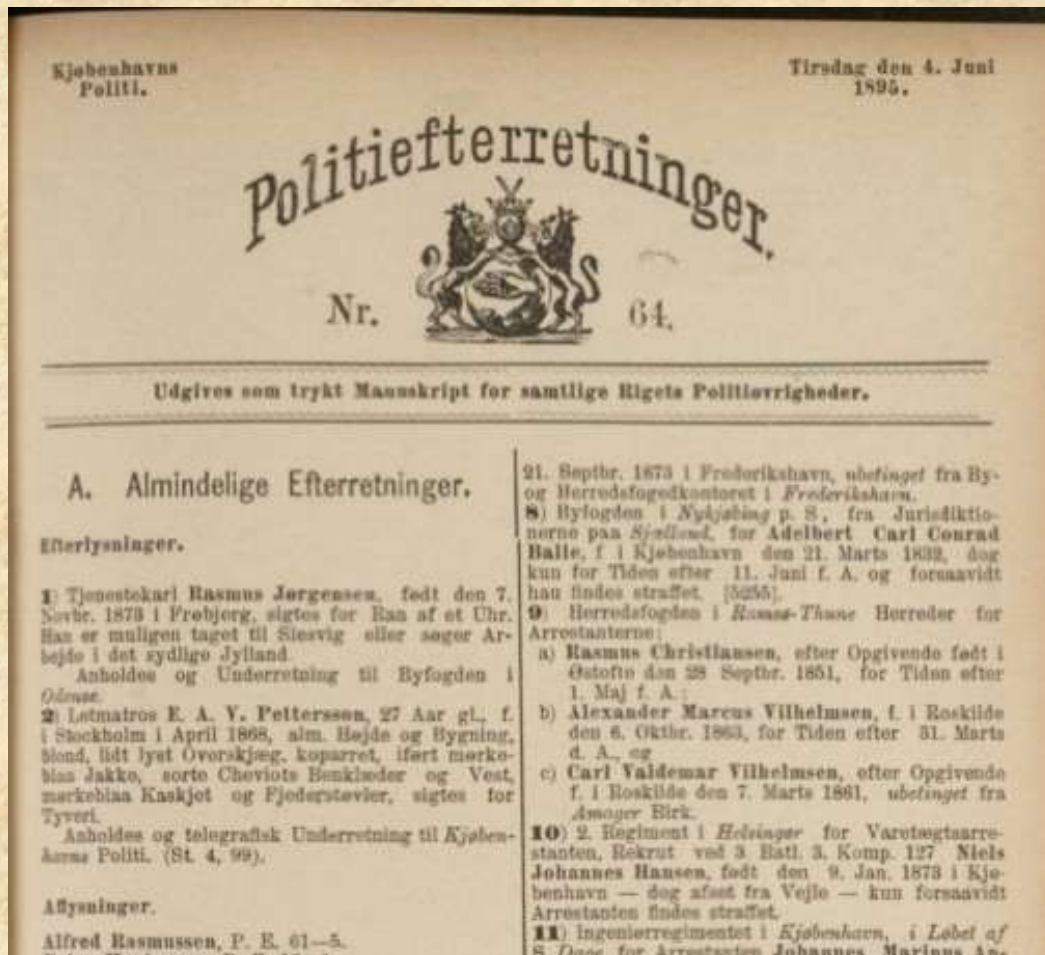 Kjøbenhavns
Politi.
Tirsdag den 4. Juni
1895.
Politiefterretninger.
Nr. 64.
Udgives som trykt Manuskript for samtlige Rigets Politiøvrigheder.
A. Almindelige Efterretninger.
Efterlysninger.
1) Tjenestekarl Rasmus Jørgensen, født den 7.
Novbr. 1873 i Frøbjerg, sigtes for Ran af et Uhr.
Han er muligen taget til Slesvig eller søger Ar-
bejde i det sydlige Jylland.
Anholdes og Underretning til Byfogden i
Odense.
2) Letmatros E. A. V. Pettersson, 27 Aar gl., f.
i Stockholm i April 1868, alm. Højde og Bygning,
blond, lidt lyst Overskjæg, koparret, iført mørke-
blaa Jakke, sorte Cheviots Benklæder og Vest,
mørkeblaa Kaskjet og Fjederstøvler, sigtes for
Tyveri.
Anholdes og telegrafisk Underretning til Kjøben-
havns Politi. (St. 4, 99).
Aflysninger.
Alfred Rasmussen, P. E. 61—5.
21. Septbr. 1873 i Frederikshavn, ubetinget fra By-
og Herredsfogedkontoret i Frederikshavn.
8) Byfogden i Nykjøbing p. S., fra Jurisdiktio-
nerne paa Sjælland, for Adelbert Carl Conrad
Balle, f. i Kjøbenhavn den 21. Marts 1832, dog
kun for Tiden efter 11. Juni f. A. og forsaavidt
han findes straffet. [5255].
9) Herredsfogden i Ramsø-Thune Herreder for
Arrestanterne:
a) Rasmus Christiansen, efter Opgivende født i
Østofte den 28 Septbr. 1851, for Tiden efter
1. Maj f. A.;
b) Alexander Marcus Vilhelmsen, f. i Roskilde
den 6. Oktbr. 1863, for Tiden efter 31. Marts
d. A., og
c) Carl Valdemar Vilhelmsen, efter Opgivende
f. i Roskilde den 7. Marts 1861, ubetinget fra
Amager Birk.
10) 2. Regiment i Helsingør for Varetægtsarre-
stanten, Rekrut ved 3. Batl. 3. Komp. 127 Niels
Johannes Hansen, født den 9. Jan. 1873 i Kjø-
benhavn — dog afset fra Vejle — kun forsaavidt
Arrestanten findes straffet.
11) Ingeniørregimentet i Kjøbenhavn, i Løbet af
8 Dage, for Arrestanten Johannes Marinus An-